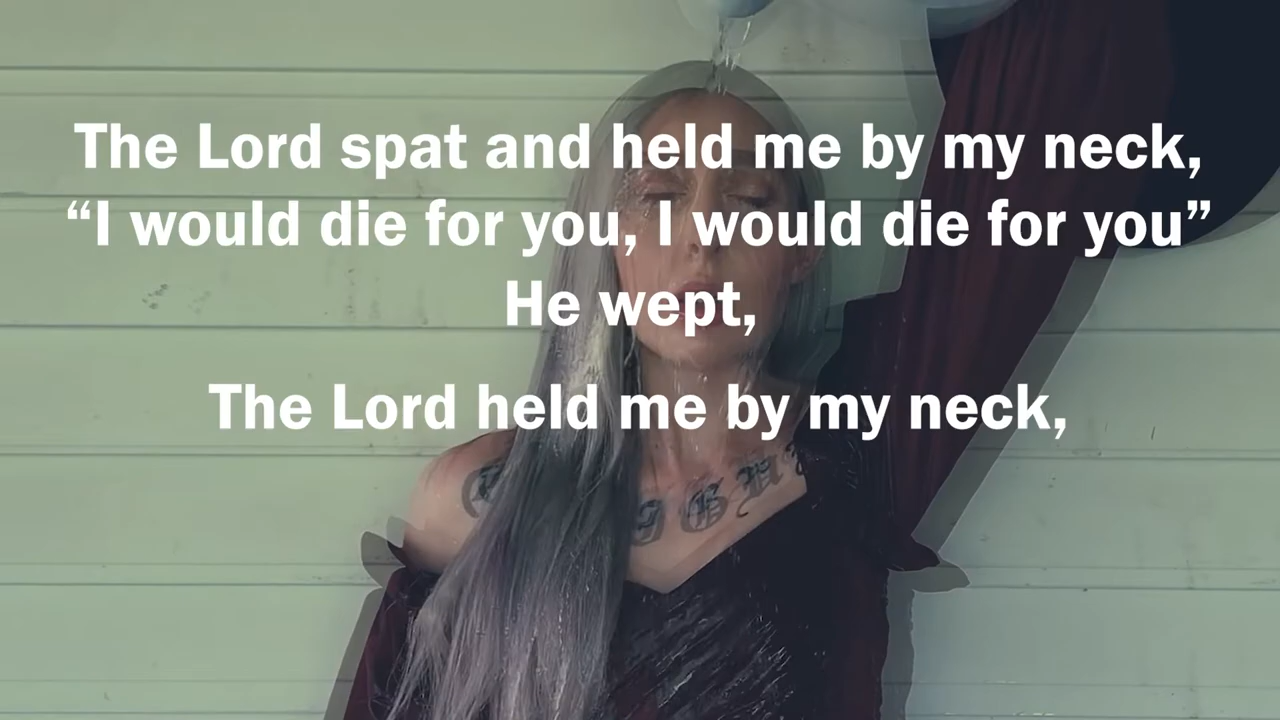 The Lord spat and held me by my neck,
“I would die for you, I would die for you”
He wept,
The Lord held me by my neck,